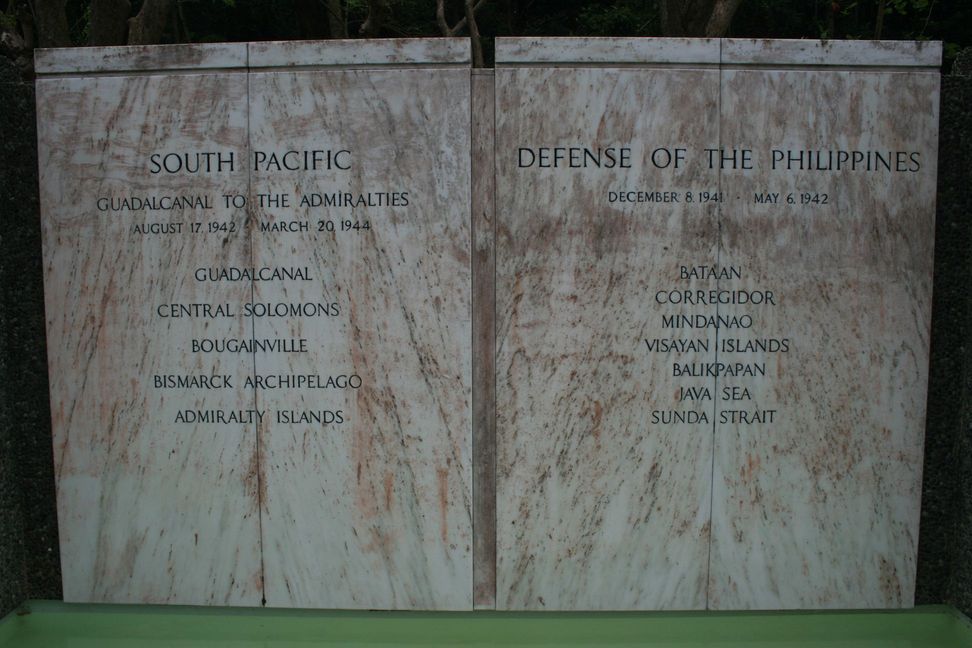 SOUTH PACIFIC
GUADALCANAL TO THE ADMIRALTIES
AUGUST 17, 1942 · MARCH 20, 1944
GUADALCANAL
CENTRAL SOLOMONS
BOUGAINVILLE
BISMARCK ARCHIPELAGO
ADMIRALTY ISLANDS
DEFENSE OF THE PHILIPPINES
DECEMBER 8, 1941 · MAY 6, 1942
BATAAN
CORREGIDOR
MINDANAO
VISAYAN ISLANDS
BALIKPAPAN
JAVA SEA
SUNDA STRAIT